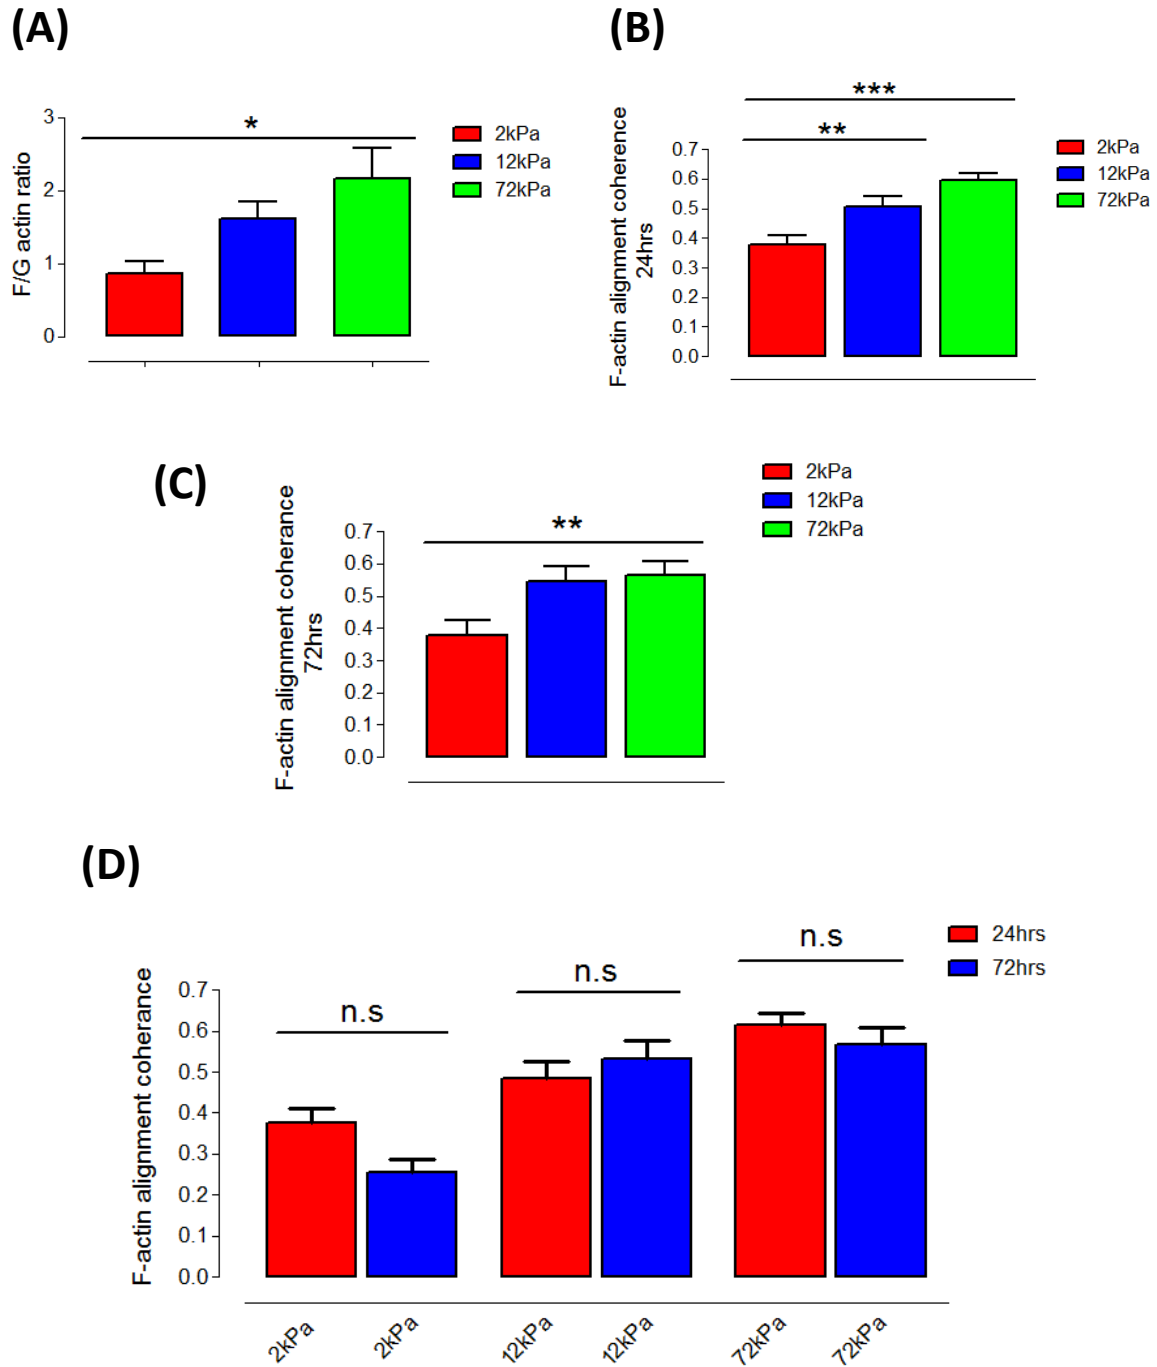 (A)
*
F/G actin ratio
3
2
1
0
2kPa
12kPa
72kPa
(B)
***
**
F-actin alignment coherence
24hrs
0.7
0.6
0.5
0.4
0.3
0.2
0.1
0.0
2kPa
12kPa
72kPa
(C)
**
F-actin alignment coherance
72hrs
0.7
0.6
0.5
0.4
0.3
0.2
0.1
0.0
2kPa
12kPa
72kPa
(D)
n.s
n.s
n.s
F-actin alignment coherance
0.7
0.6
0.5
0.4
0.3
0.2
0.1
0.0
2kPa
2kPa
12kPa
12kPa
72kPa
72kPa
24hrs
72hrs